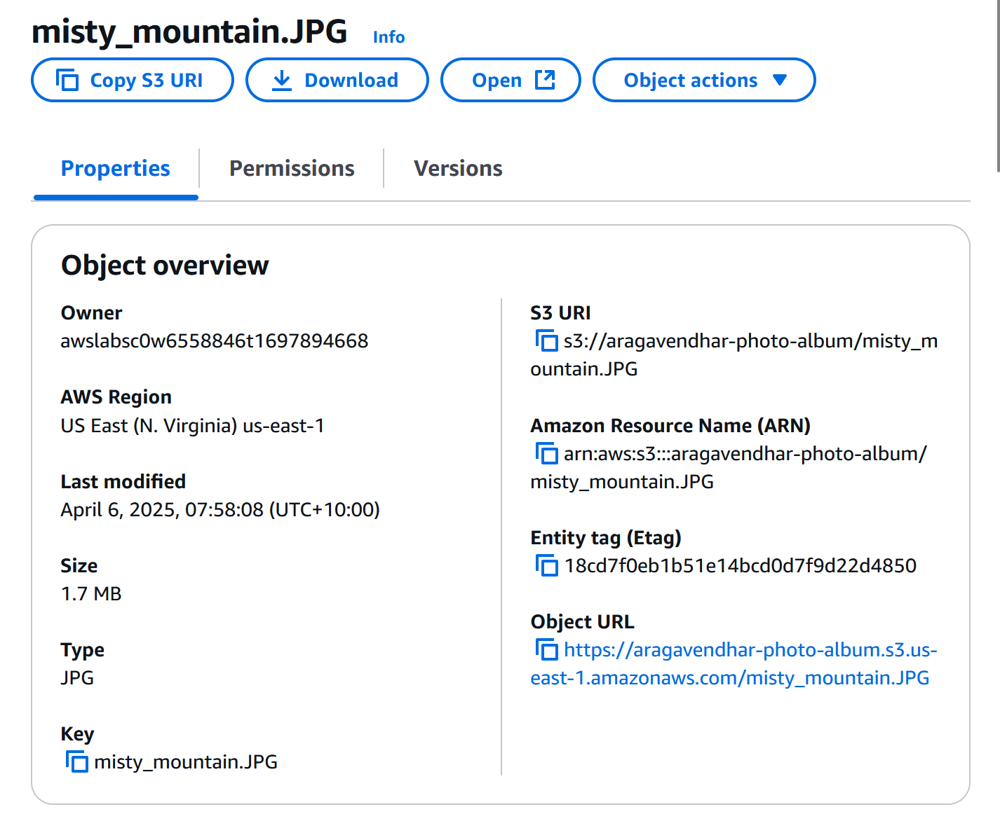 misty_mountain.JPG Info
Copy S3 URI Download Open Object actions
Properties Permissions Versions
Object overview
Owner
awslabsc0w6558846t1697894668
AWS Region
US East (N. Virginia) us-east-1
Last modified
April 6, 2025, 07:58:08 (UTC+10:00)
Size
1.7 MB
Type
JPG
Key
misty_mountain.JPG
S3 URI
s3://aragavendhar-photo-album/misty_m
ountain.JPG
Amazon Resource Name (ARN)
arn:aws:s3:::aragavendhar-photo-album/
misty_mountain.JPG
Entity tag (Etag)
18cd7f0eb1b51e14bcd0d7f9d22d4850
Object URL
https://aragavendhar-photo-album.s3.us-
east-1.amazonaws.com/misty_mountain.JPG